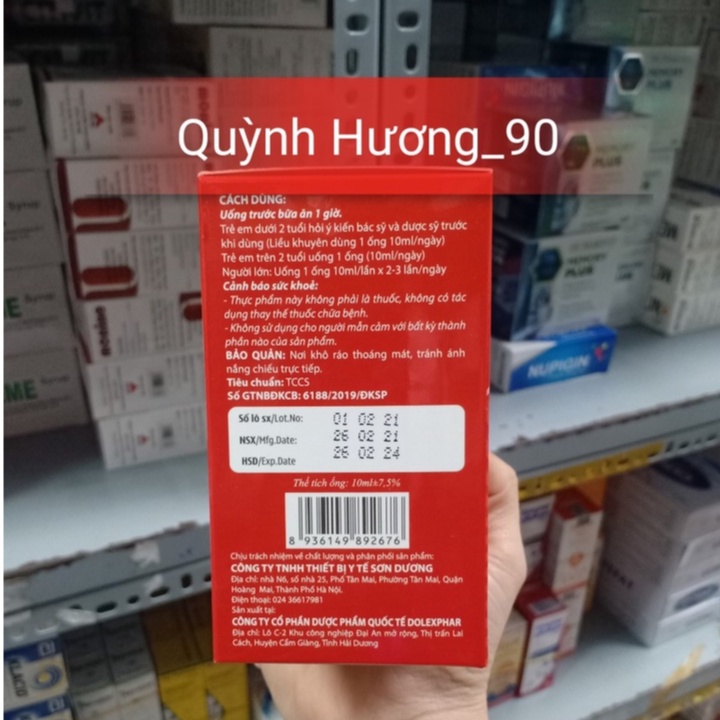 Quỳnh Hương_90
CÁCH DÙNG:
Uống trước bữa ăn 1 giờ.
Trẻ em dưới 2 tuổi hỏi ý kiến bác sỹ và dược sỹ trước
khi dùng (Liều khuyên dùng 1 ống 10ml/ngày)
Trẻ em trên 2 tuổi uống 1 ống (10ml/ngày)
Người lớn: Uống 1 ống 10ml/lần x 2-3 lần/ngày
Cảnh báo sức khoẻ:
- Thực phẩm này không phải là thuốc, không có tác
dụng thay thế thuốc chữa bệnh.
- Không sử dụng cho người mẫn cảm với bất kỳ thành
phần nào của sản phẩm.
BẢO QUẢN: Nơi khô ráo thoáng mát, tránh ánh
nắng chiếu trực tiếp.
Tiêu chuẩn: TCCS
Số GTNBĐKCB: 6188/2019/ĐKSP
Số lô sx/Lot.No: 01 02 21
NSX/Mfg.Date: 26 02 21
HSD/Exp.Date 26 02 24
Thể tích ống: 10ml±7,5%
8 936149 892676
Chịu trách nhiệm về chất lượng và phân phối sản phẩm:
CÔNG TY TNHH THIẾT BỊ Y TẾ SƠN DƯƠNG
Địa chỉ: nhà N6, số nhà 25, Phố Tân Mai, Phường Tân Mai, Quận
Hoàng Mai, Thành Phố Hà Nội.
Điện thoại: 024 36617981
Sản xuất tại:
CÔNG TY CỔ PHẦN DƯỢC PHẨM QUỐC TẾ DOLEXPHAR
Địa chỉ: Lô C-2 Khu công nghiệp Đại An mở rộng, Thị trấn Lai
Cách, Huyện Cẩm Giàng, Tỉnh Hải Dương
MEMORY
PLUS
MEMORY
PLUS
NUPIGIN